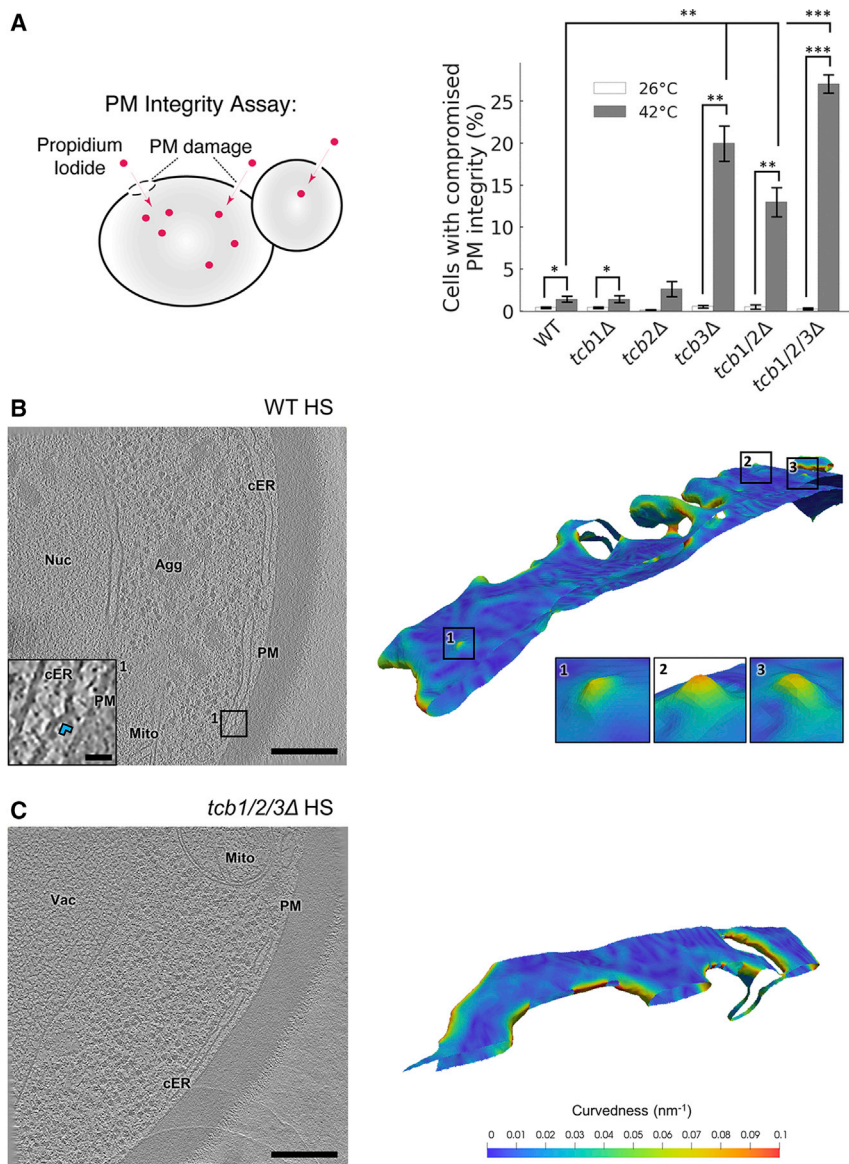 A
PM Integrity Assay:
Propidium
Iodide
PM damage
Cells with compromised
PM integrity (%)
25
20
15
10
5
0
26°C
42°C
**
***
***
**
**
*
*
WT
tcb1Δ
tcb2Δ
tcb3Δ
tcb1/2Δ
tcb1/2/3Δ
B
WT HS
cER
Nuc
Agg
PM
1
cER
PM
Mito
1
2
3
1
1
2
3
C
tcb1/2/3Δ HS
Mito
Vac
PM
cER
Curvedness (nm-1)
0 0.01 0.02 0.03 0.04 0.05 0.06 0.07 0.08 0.09 0.1